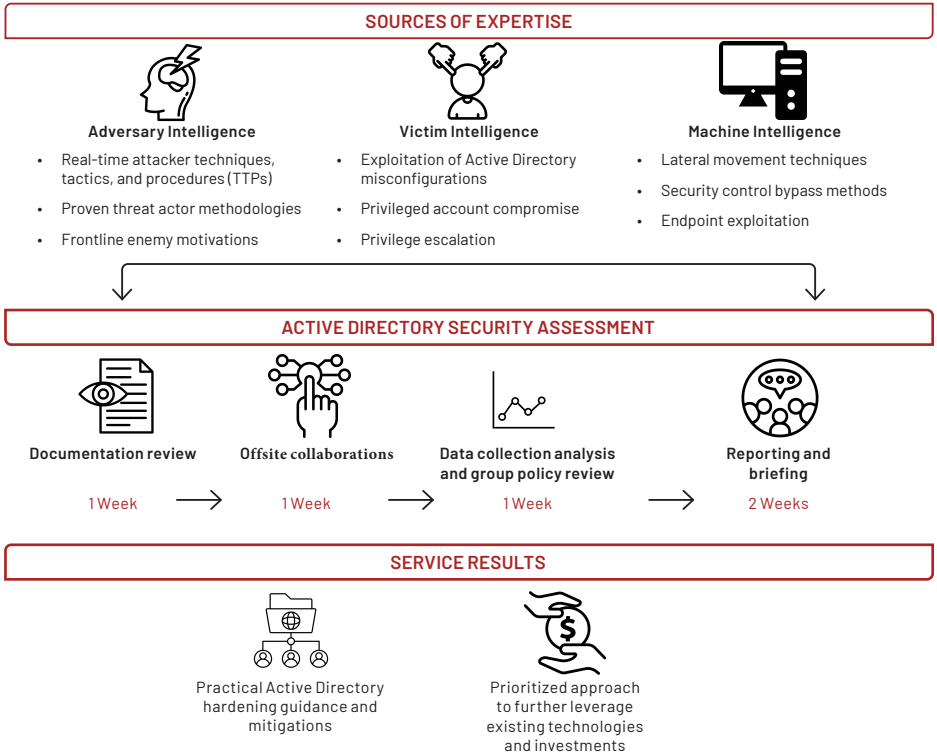 SOURCES OF EXPERTISE
Adversary Intelligence
• Real-time attacker techniques,
tactics, and procedures (TTPs)
• Proven threat actor methodologies
• Frontline enemy motivations
Victim Intelligence
• Exploitation of Active Directory
misconfigurations
• Privileged account compromise
• Privilege escalation
Machine Intelligence
• Lateral movement techniques
• Security control bypass methods
• Endpoint exploitation
ACTIVE DIRECTORY SECURITY ASSESSMENT
Documentation review
1 Week
Offsite collaborations
1 Week
Data collection analysis
and group policy review
1 Week
Reporting and
briefing
2 Weeks
SERVICE RESULTS
Practical Active Directory
hardening guidance and
mitigations
$
Prioritized approach
to further leverage
existing technologies
and investments